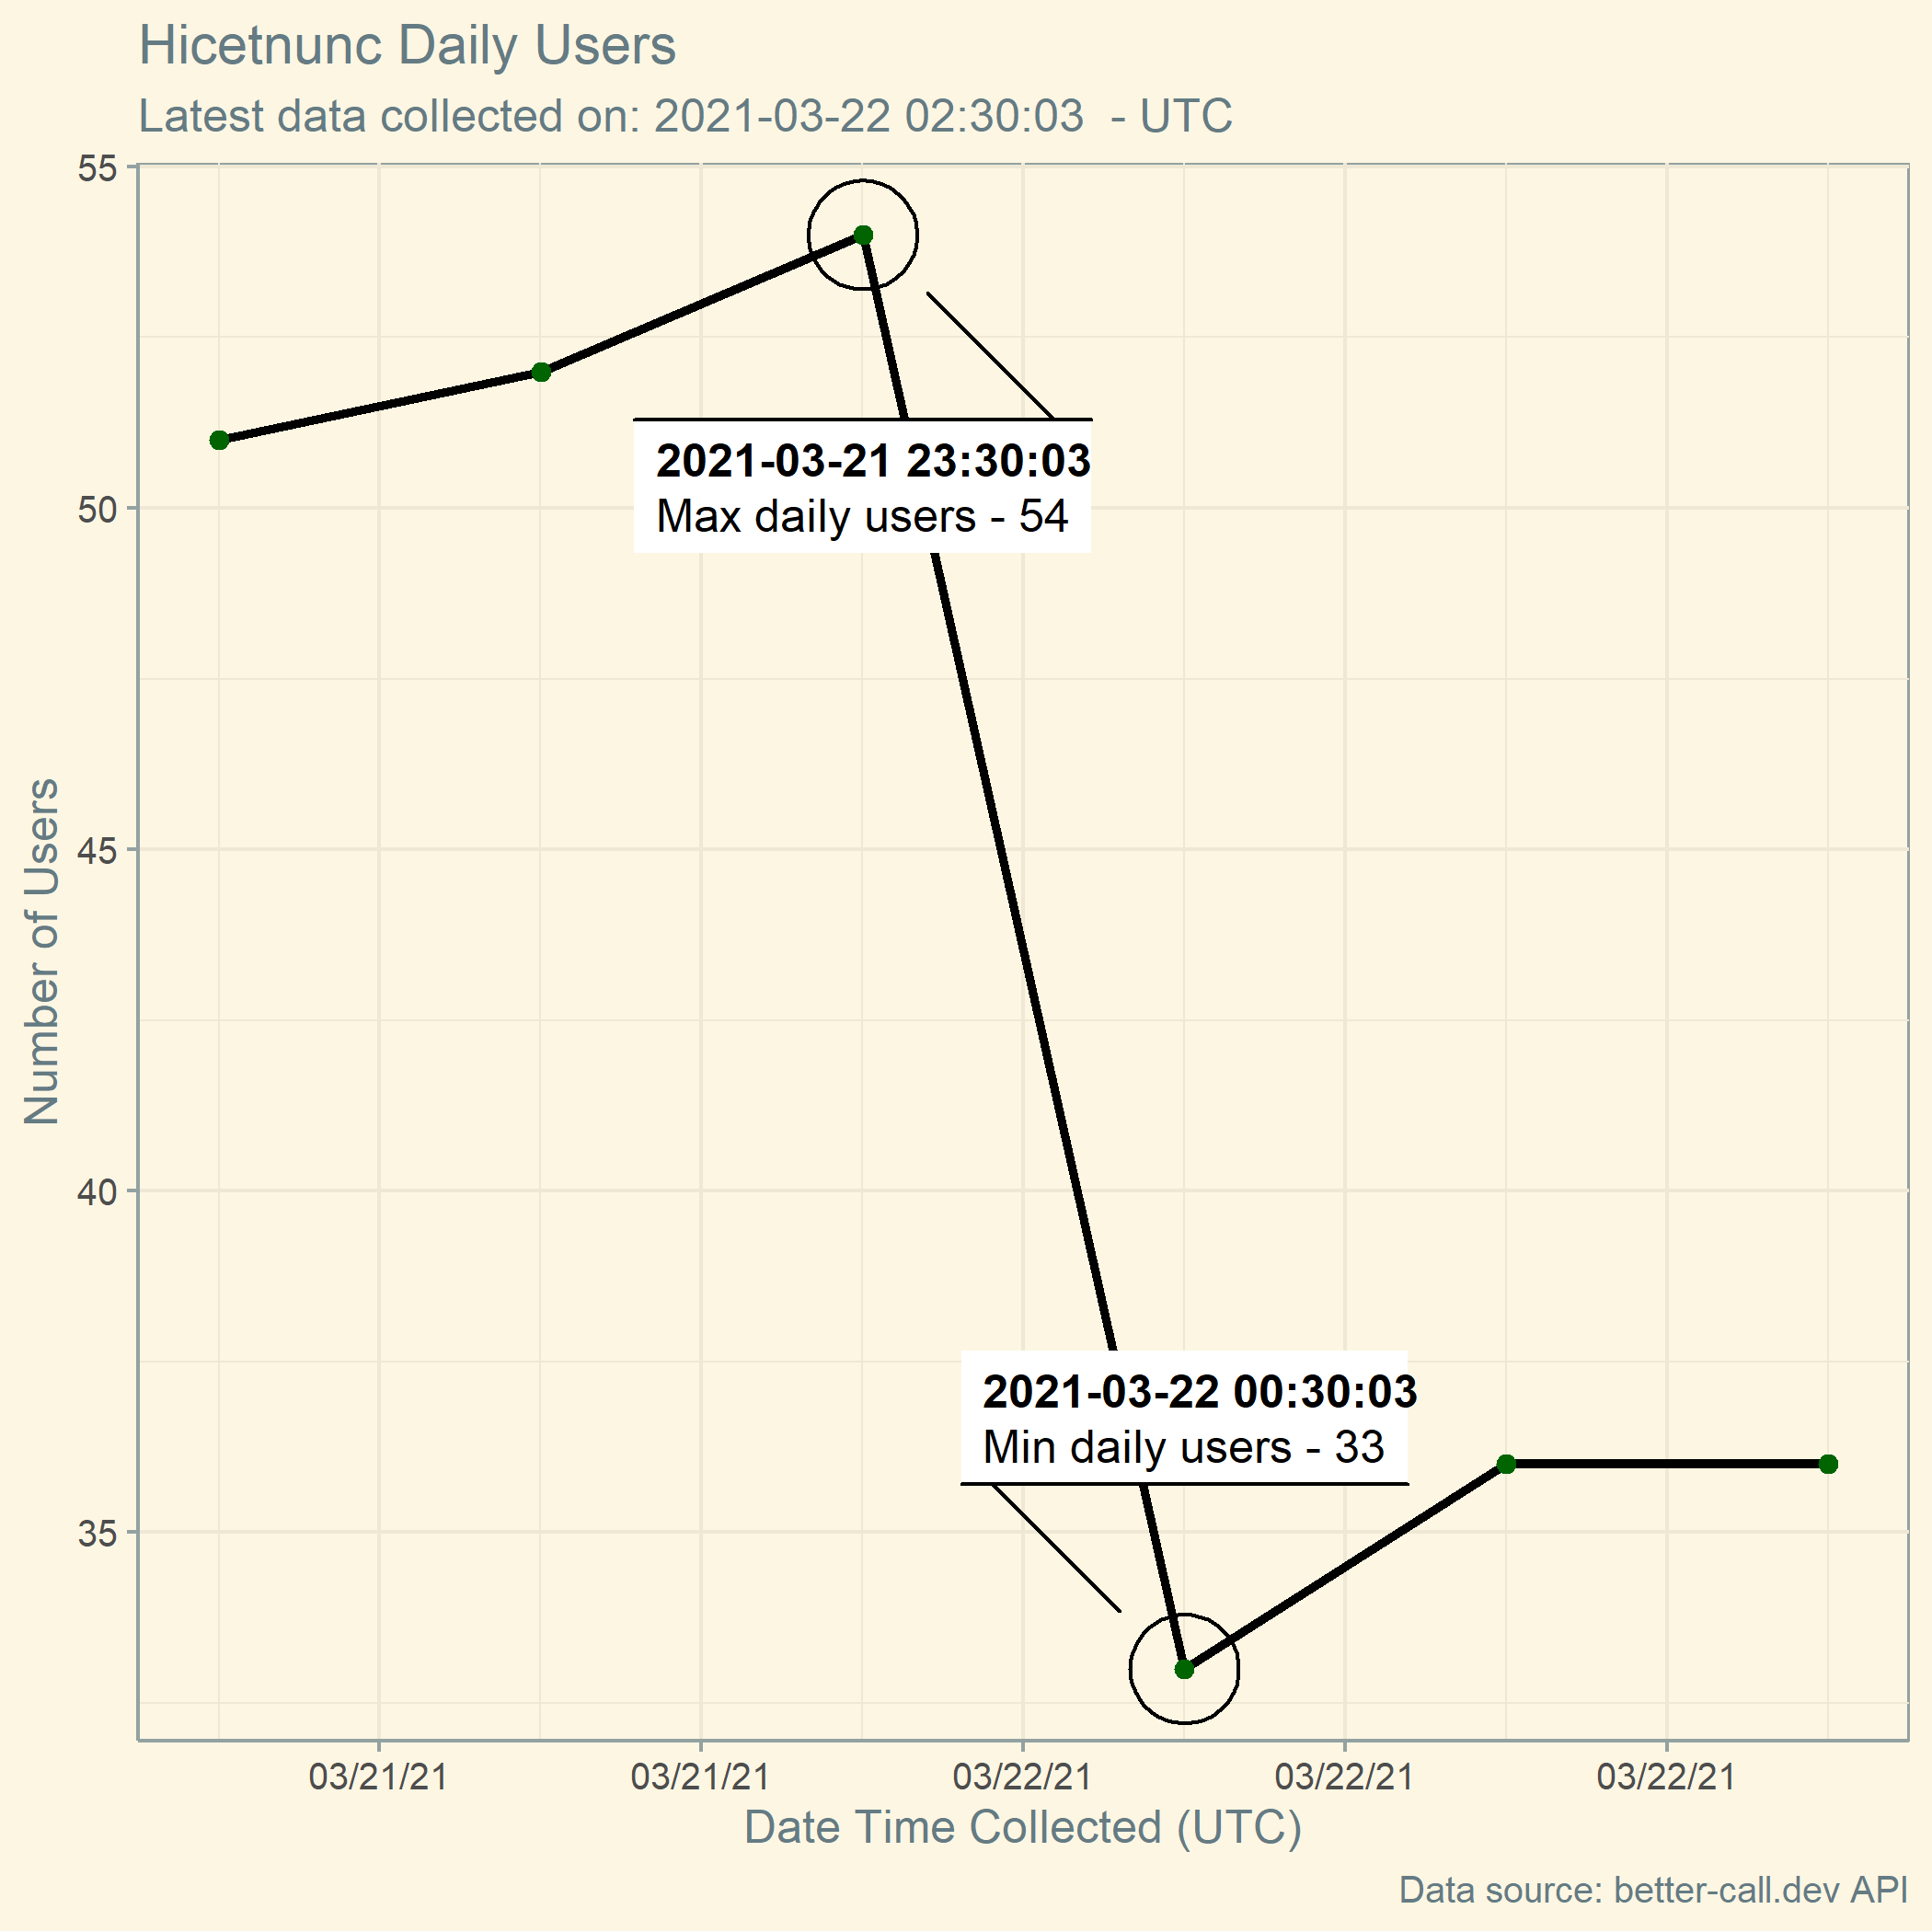 Hicetnunc Daily Users
Latest data collected on: 2021-03-22 02:30:03  - UTC
55
50
45
40
35
Number of Users
2021-03-21 23:30:03
Max daily users - 54
2021-03-22 00:30:03
Min daily users - 33
03/21/21 03/21/21 03/22/21 03/22/21 03/22/21
Date Time Collected (UTC)
Data source: better-call.dev API